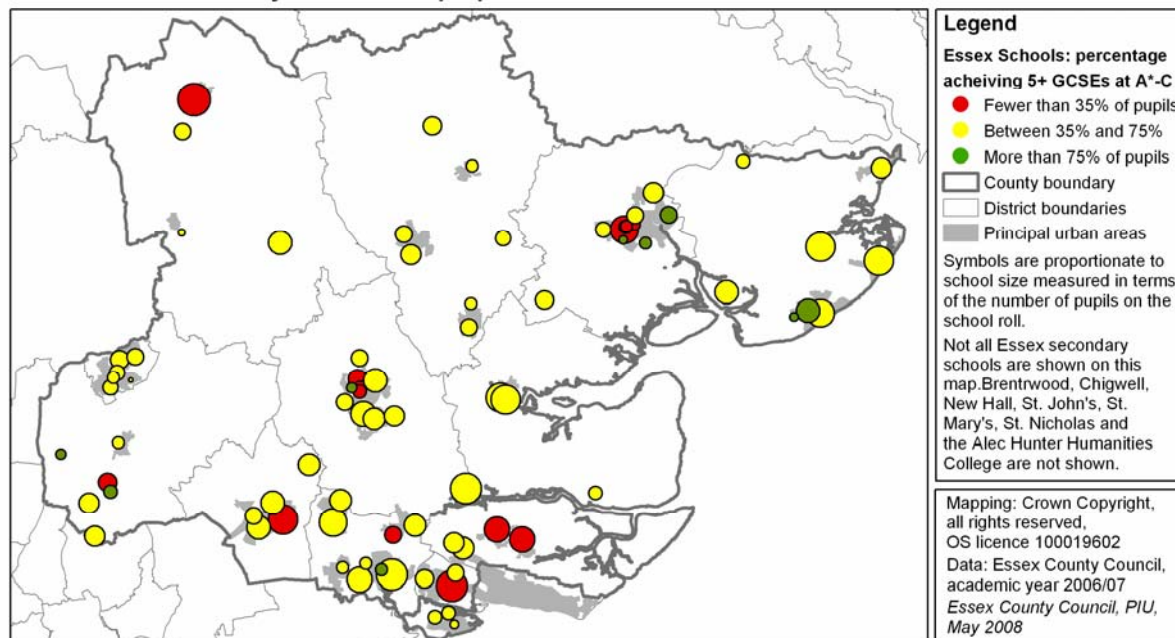 Legend
Essex Schools: percentage
acheiving 5+ GCSEs at A*-C
Fewer than 35% of pupils
Between 35% and 75%
More than 75% of pupils
County boundary
District boundaries
Principal urban areas
Symbols are proportionate to
school size measured in terms
of the number of pupils on the
school roll.
Not all Essex secondary
schools are shown on this
map.Brentrwood, Chigwell,
New Hall, St. John's, St.
Mary's, St. Nicholas and
the Alec Hunter Humanities
College are not shown.
Mapping: Crown Copyright,
all rights reserved,
OS licence 100019602
Data: Essex County Council,
academic year 2006/07
Essex County Council, PIU,
May 2008